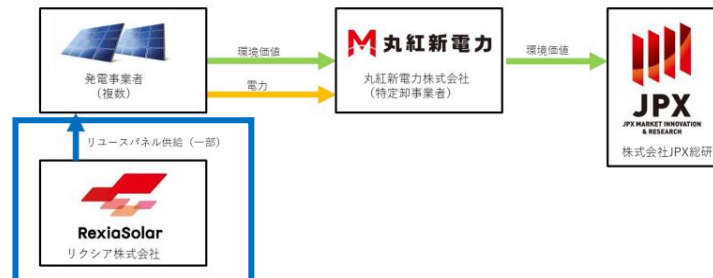 発電事業者
（複数）
環境価値
電力
丸紅新電力
丸紅新電力株式会社
（特定卸事業者）
環境価値
JPX
JPX MARKET INNOVATION
& RESEARCH
株式会社JPX総研
リユースパネル供給（一部）
RexiaSolar
リクシア株式会社